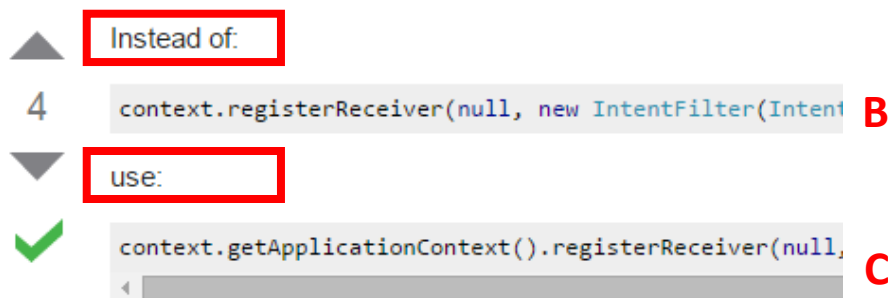 Instead of:
4
context.registerReceiver(null, new IntentFilter(Intent
B
use:
context.getApplicationContext().registerReceiver(null,
C